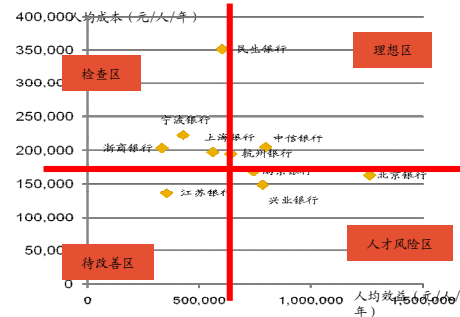 人均成本（元/人/年）
400,000
350,000
300,000
250,000
200,000
150,000
100,000
50,000
0
民生银行
理想区
检查区
宁波银行
上海银行
中信银行
浙商银行
杭州银行
南京银行
北京银行
江苏银行
兴业银行
人才风险区
待改善区
0
500,000
1,000,000
1,500,000
人均效益（元/人/年）